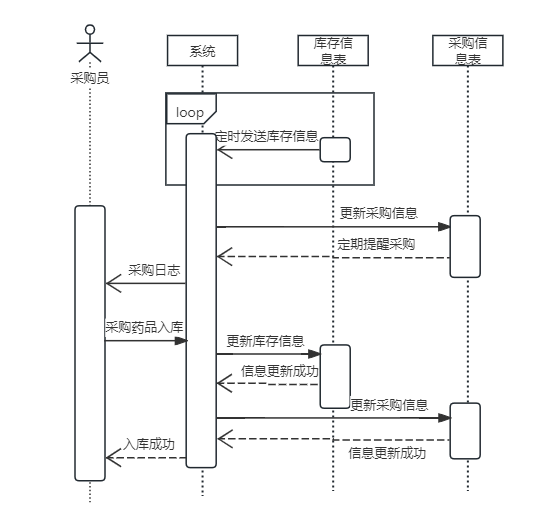 采购员
系统
库存信
息表
采购信
息表
loop
定时发送库存信息
更新采购信息
定期提醒采购
采购日志
采购药品入库
更新库存信息
信息更新成功
更新采购信息
入库成功
信息更新成功